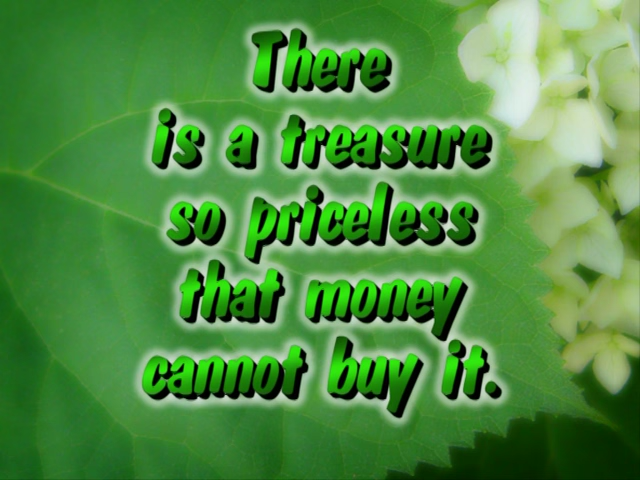 There
is a treasure
so priceless
that money
cannot buy it.